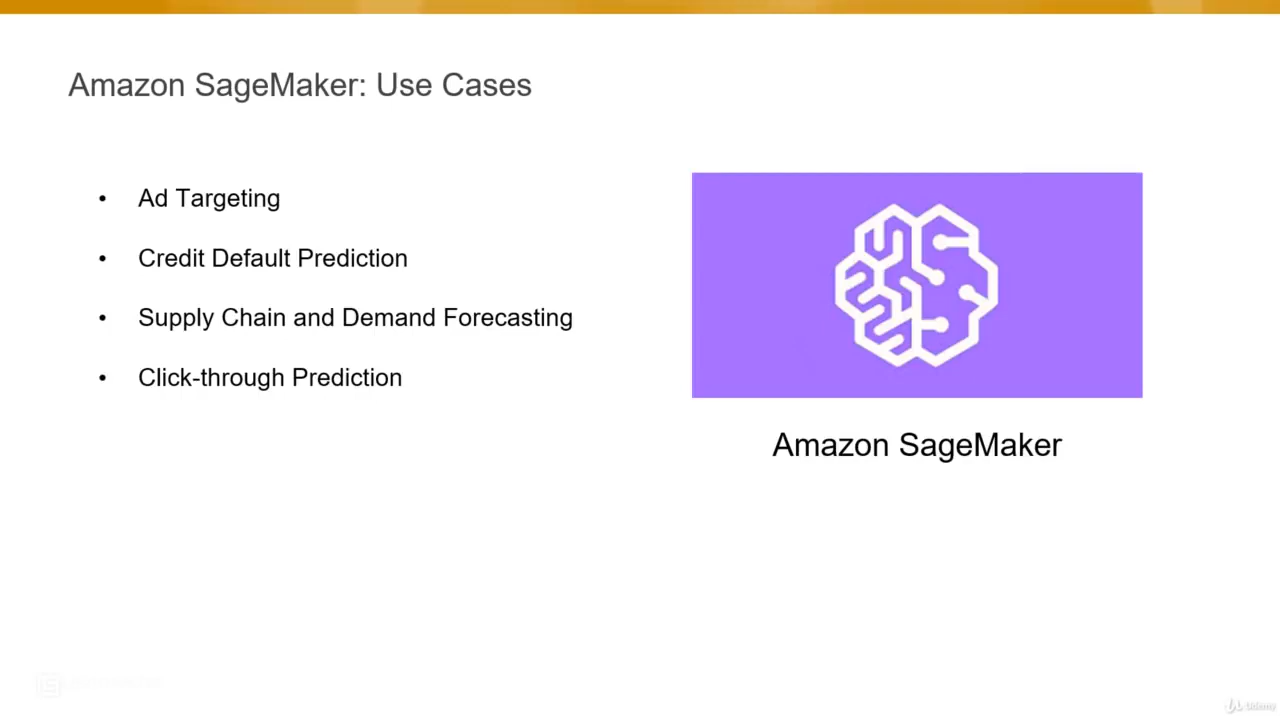 Amazon SageMaker: Use Cases
• Ad Targeting
• Credit Default Prediction
• Supply Chain and Demand Forecasting
• Click-through Prediction
Amazon SageMaker
Udemy